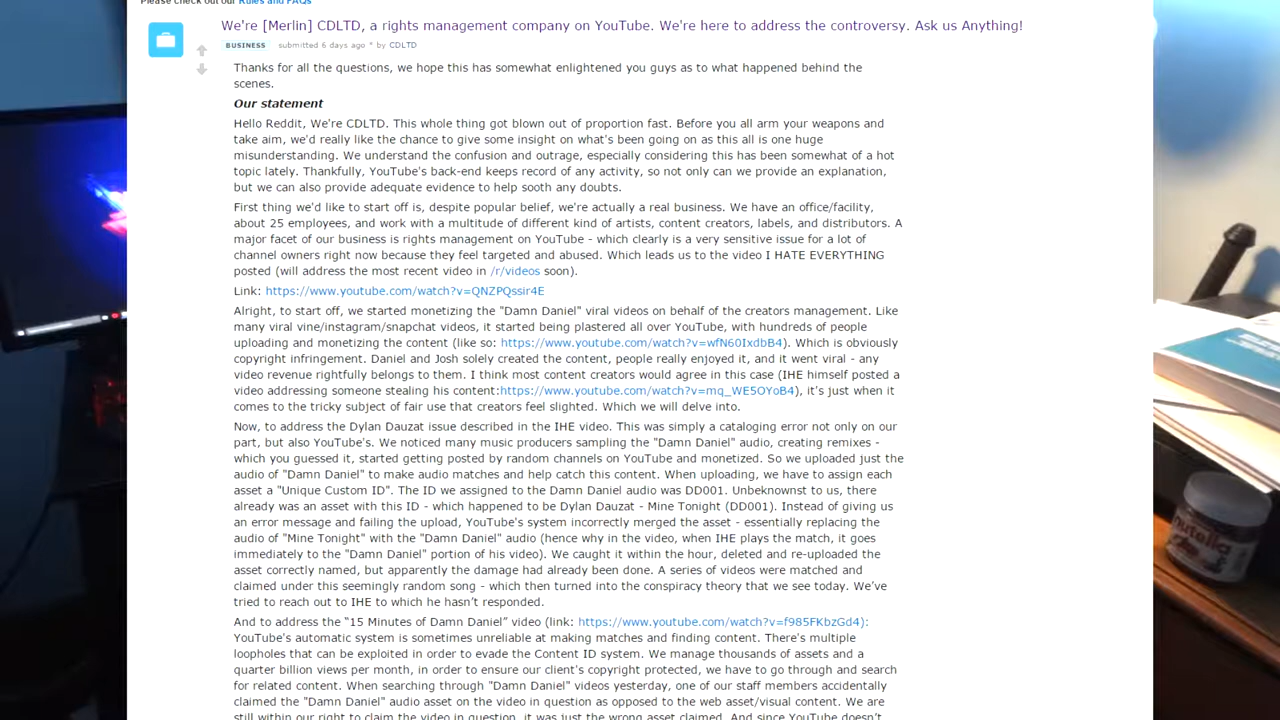 Please check out our Rules and FAQs
We're [Merlin] CDLTD, a rights management company on YouTube. We're here to address the controversy. Ask us Anything!
BUSINESS submitted 6 days ago * by CDLTD
Thanks for all the questions, we hope this has somewhat enlightened you guys as to what happened behind the
scenes.
Our statement
Hello Reddit, We're CDLTD. This whole thing got blown out of proportion fast. Before you all arm your weapons and
take aim, we'd really like the chance to give some insight on what's been going on as this all is one huge
misunderstanding. We understand the confusion and outrage, especially considering this has been somewhat of a hot
topic lately. Thankfully, YouTube's back-end keeps record of any activity, so not only can we provide an explanation,
but we can also provide adequate evidence to help sooth any doubts.
First thing we'd like to start off is, despite popular belief, we're actually a real business. We have an office/facility,
about 25 employees, and work with a multitude of different kind of artists, content creators, labels, and distributors. A
major facet of our business is rights management on YouTube - which clearly is a very sensitive issue for a lot of
channel owners right now because they feel targeted and abused. Which leads us to the video I HATE EVERYTHING
posted (will address the most recent video in /r/videos soon).
Link: https://www.youtube.com/watch?v=QNZPQssir4E
Alright, to start off, we started monetizing the "Damn Daniel" viral videos on behalf of the creators management. Like
many viral vine/instagram/snapchat videos, it started being plastered all over YouTube, with hundreds of people
uploading and monetizing the content (like so: https://www.youtube.com/watch?v=wfN60IxdbB4). Which is obviously
copyright infringement. Daniel and Josh solely created the content, people really enjoyed it, and it went viral - any
video revenue rightfully belongs to them. I think most content creators would agree in this case (IHE himself posted a
video addressing someone stealing his content:https://www.youtube.com/watch?v=mq_WE5OYoB4), it's just when it
comes to the tricky subject of fair use that creators feel slighted. Which we will delve into.
Now, to address the Dylan Dauzat issue described in the IHE video. This was simply a cataloging error not only on our
part, but also YouTube's. We noticed many music producers sampling the "Damn Daniel" audio, creating remixes -
which you guessed it, started getting posted by random channels on YouTube and monetized. So we uploaded just the
audio of "Damn Daniel" to make audio matches and help catch this content. When uploading, we have to assign each
asset a "Unique Custom ID". The ID we assigned to the Damn Daniel audio was DD001. Unbeknownst to us, there
already was an asset with this ID - which happened to be Dylan Dauzat - Mine Tonight (DD001). Instead of giving us
an error message and failing the upload, YouTube's system incorrectly merged the asset - essentially replacing the
audio of "Mine Tonight" with the "Damn Daniel" audio (hence why in the video, when IHE plays the match, it goes
immediately to the "Damn Daniel" portion of his video). We caught it within the hour, deleted and re-uploaded the
asset correctly named, but apparently the damage had already been done. A series of videos were matched and
claimed under this seemingly random song - which then turned into the conspiracy theory that we see today. We've
tried to reach out to IHE to which he hasn't responded.
And to address the “15 Minutes of Damn Daniel” video (link: https://www.youtube.com/watch?v=f985FKbzGd4):
YouTube's automatic system is sometimes unreliable at making matches and finding content. There's multiple
loopholes that can be exploited in order to evade the Content ID system. We manage thousands of assets and a
quarter billion views per month, in order to ensure our client's copyright protected, we have to go through and search
for related content. When searching through "Damn Daniel" videos yesterday, one of our staff members accidentally
claimed the "Damn Daniel" audio asset on the video in question as opposed to the web asset/visual content. We are
still within our right to claim the video in question, it was just the wrong asset claimed. And since YouTube doesn't
nutella